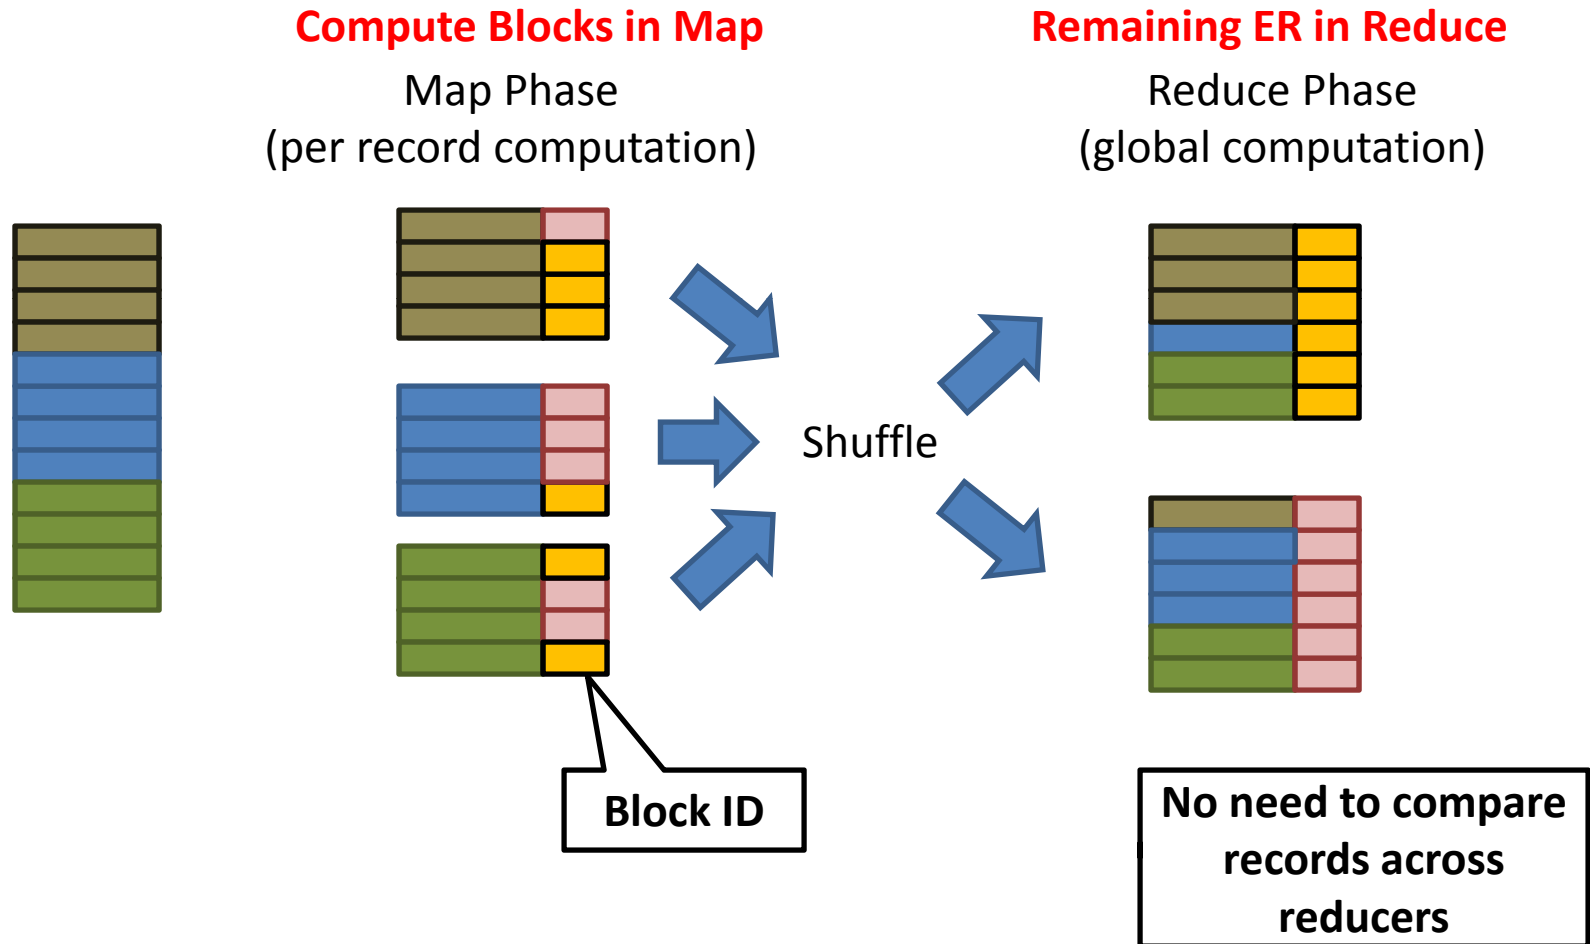 Compute Blocks in Map
Map Phase
(per record computation)
Remaining ER in Reduce
Reduce Phase
(global computation)
Shuffle
Block ID
No need to compare
records across
reducers